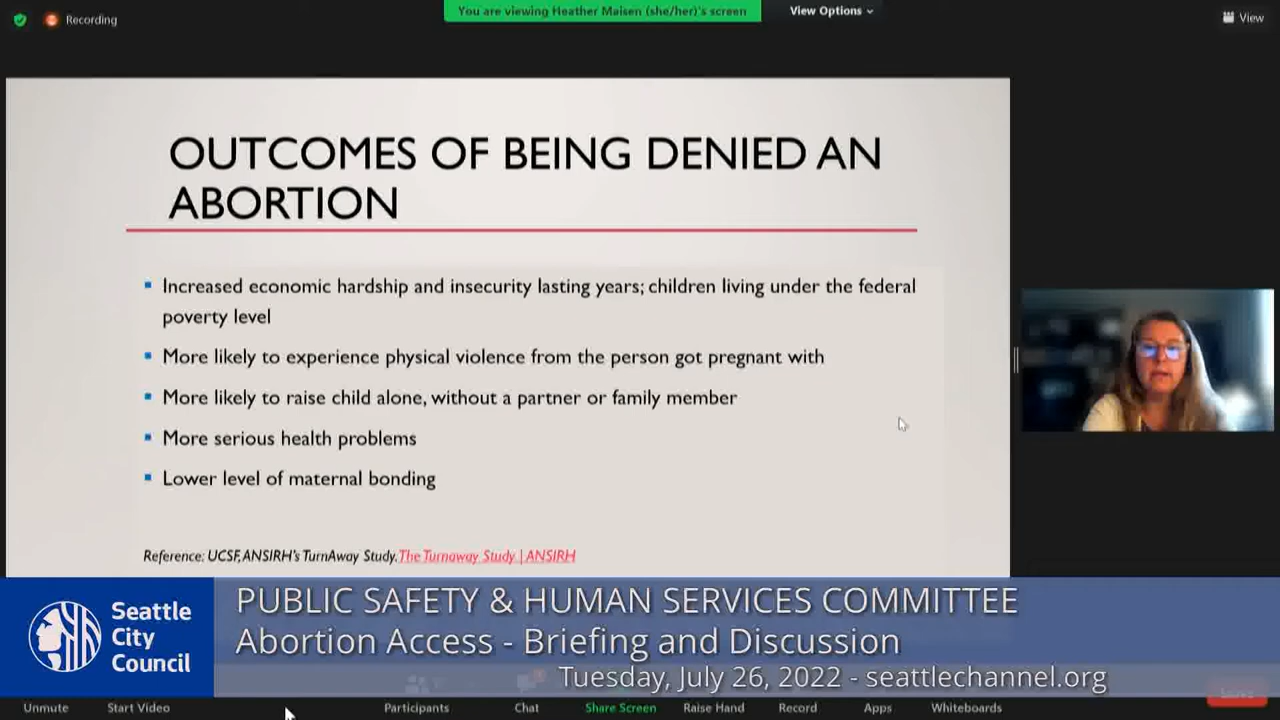 Recording
You are viewing Heather Maisen (she/her)'s screen
View Options
View
OUTCOMES OF BEING DENIED AN
ABORTION
Increased economic hardship and insecurity lasting years; children living under the federal
poverty level
More likely to experience physical violence from the person got pregnant with
More likely to raise child alone, without a partner or family member
More serious health problems
Lower level of maternal bonding
Reference: UCSF, ANSIRH's TurnAway Study. The Turnaway Study | ANSIRH
Seattle
City
Council
PUBLIC SAFETY & HUMAN SERVICES COMMITTEE
Abortion Access - Briefing and Discussion
Tuesday, July 26, 2022 - seattlechannel.org
Unmute
Start Video
Participants
Chat
Share Screen
Raise Hand
Record
Apps
Whiteboards